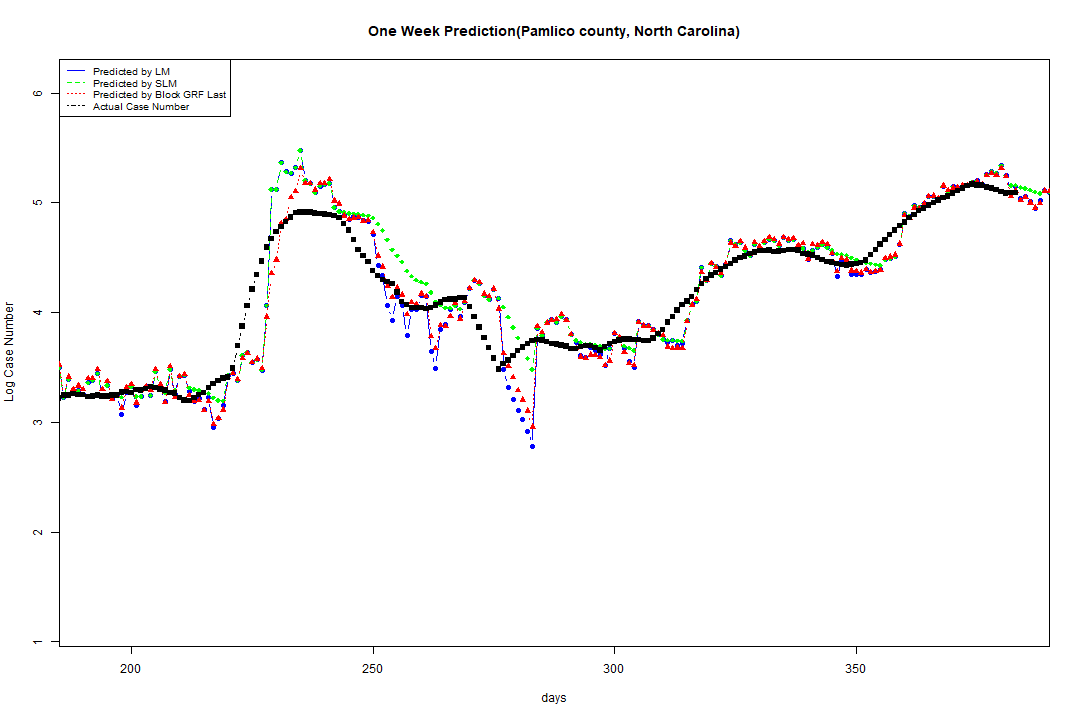 One Week Prediction(Pamlico county, North Carolina)
Predicted by LM
Predicted by SLM
Predicted by Block GRF Last
Actual Case Number
Log Case Number
6
5
4
3
2
1
200 250 300 350
days